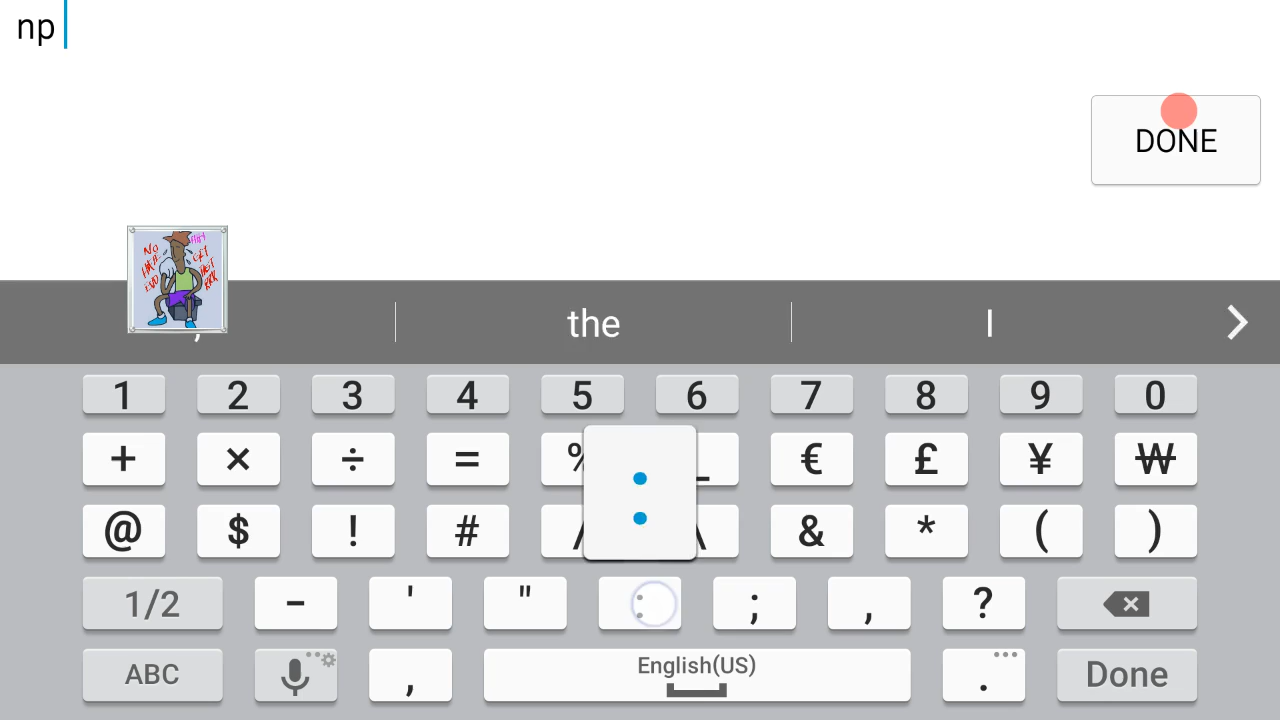 np
DONE
NO
, the I
1 2 3 4 5 6 7 8 9 0
+ × ÷ = % _ € £ ¥ ₩
@ $ ! # / \ & * ( )
:
1/2 - ' " : ; , ?
ABC , English(US) . Done